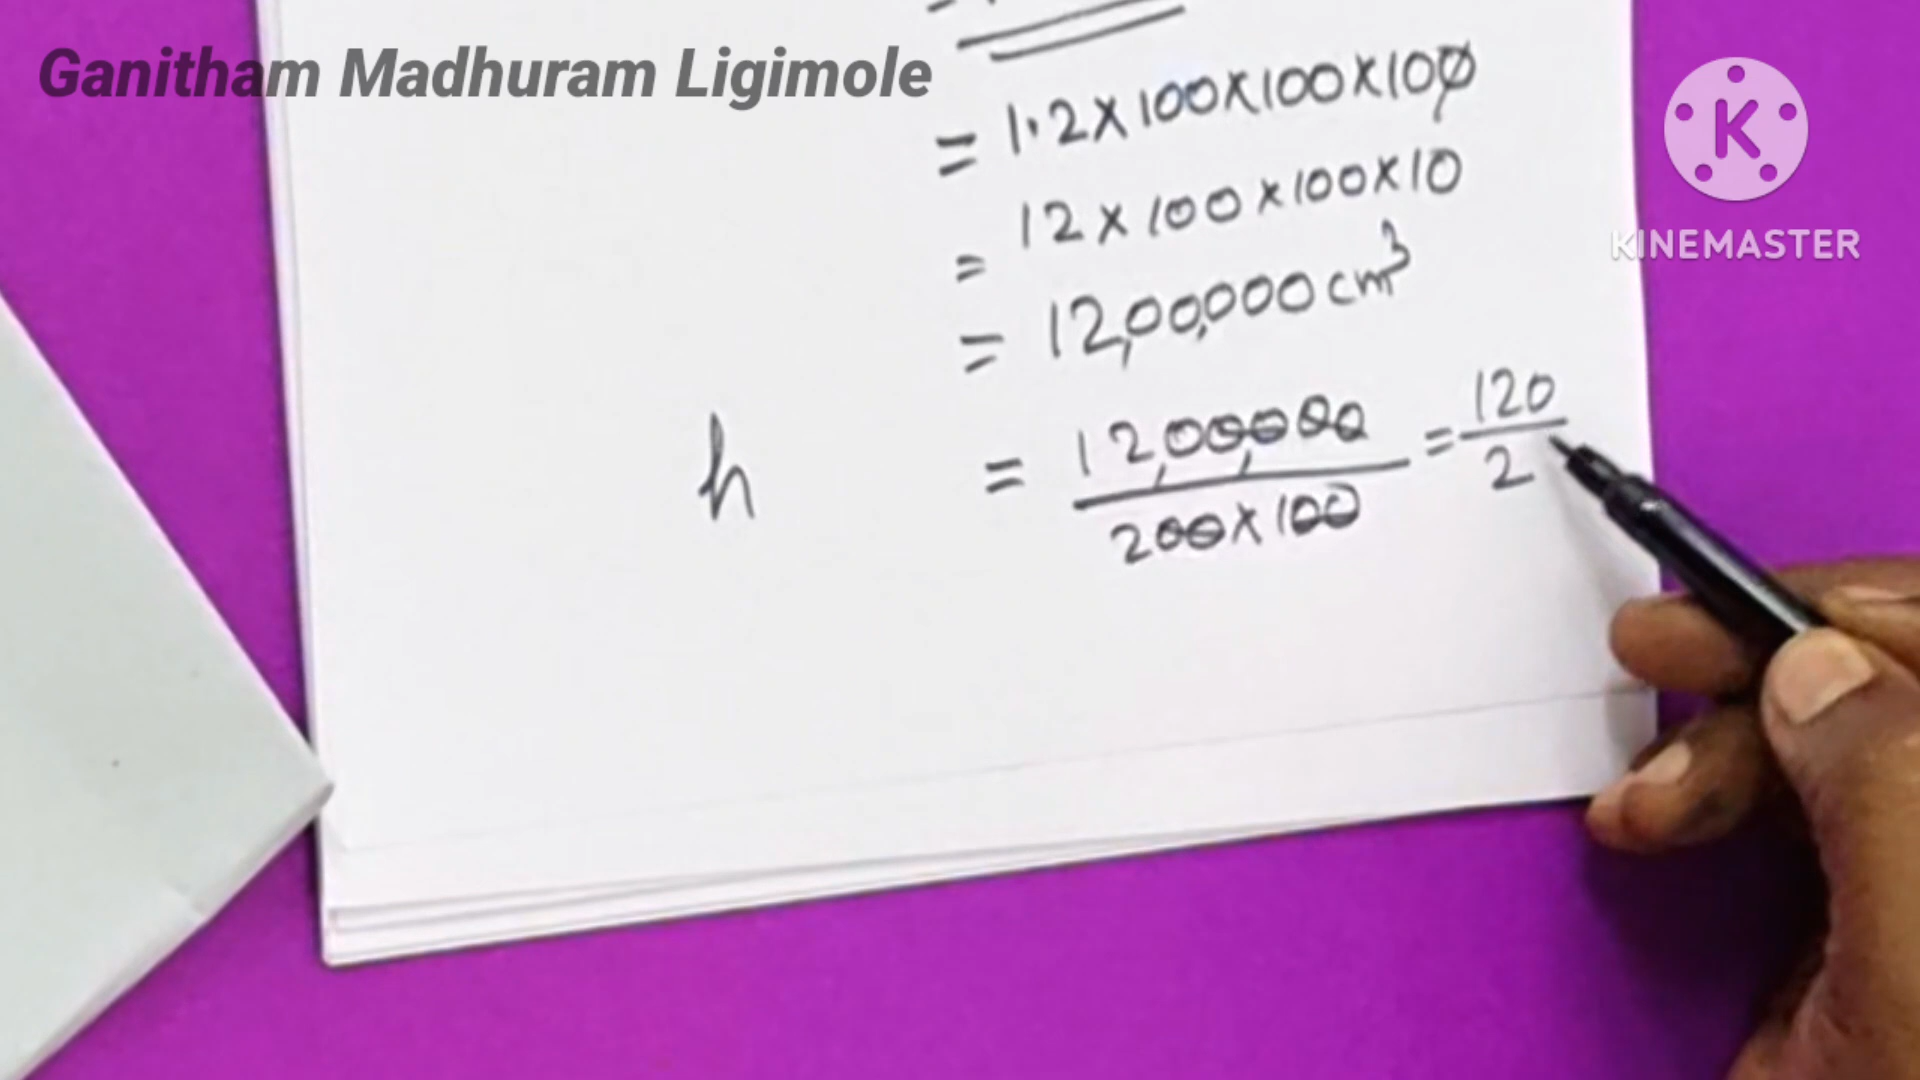 Ganitham Madhuram Ligimole
= 1.2 x 100 x 100 x 100
= 12 x 100 x 100 x 10
= 12,00,000 cm³
h = 12,00,000 / 200 x 100 = 120 / 2
K
KINEMASTER